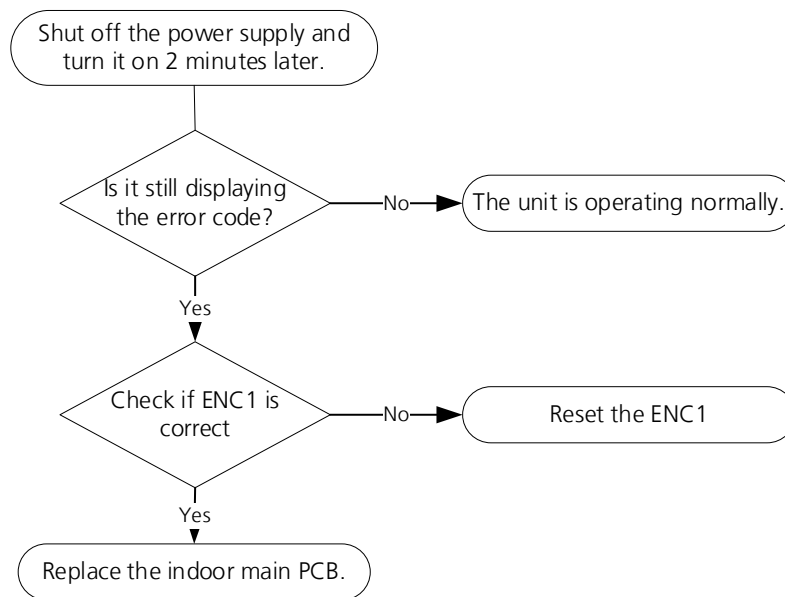 Shut off the power supply and
turn it on 2 minutes later.
Is it still displaying
the error code?
No
The unit is operating normally.
Yes
Check if ENC1 is
correct
No
Reset the ENC1
Yes
Replace the indoor main PCB.